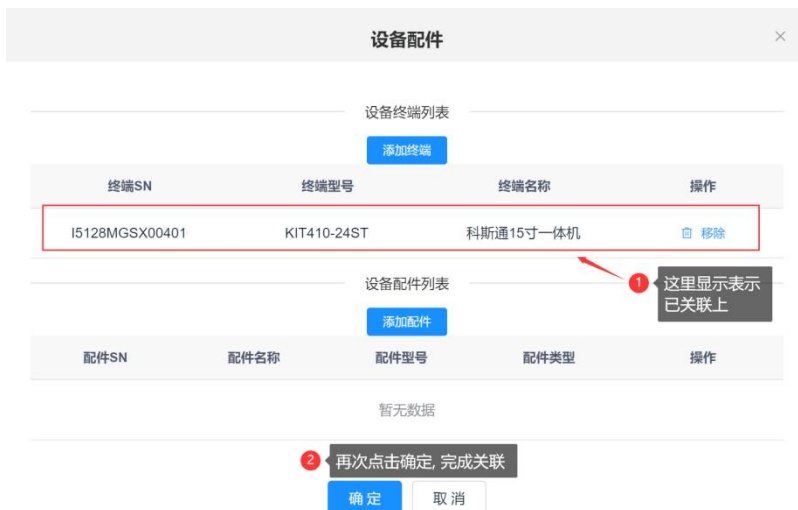 设备配件
设备终端列表
添加终端
终端SN 终端型号 终端名称 操作
I5128MGSX00401 KIT410-24ST 科斯通15寸一体机 移除
1 这里显示表示
已关联上
设备配件列表
添加配件
配件SN 配件名称 配件型号 配件类型 操作
暂无数据
2 再次点击确定, 完成关联
确定 取消